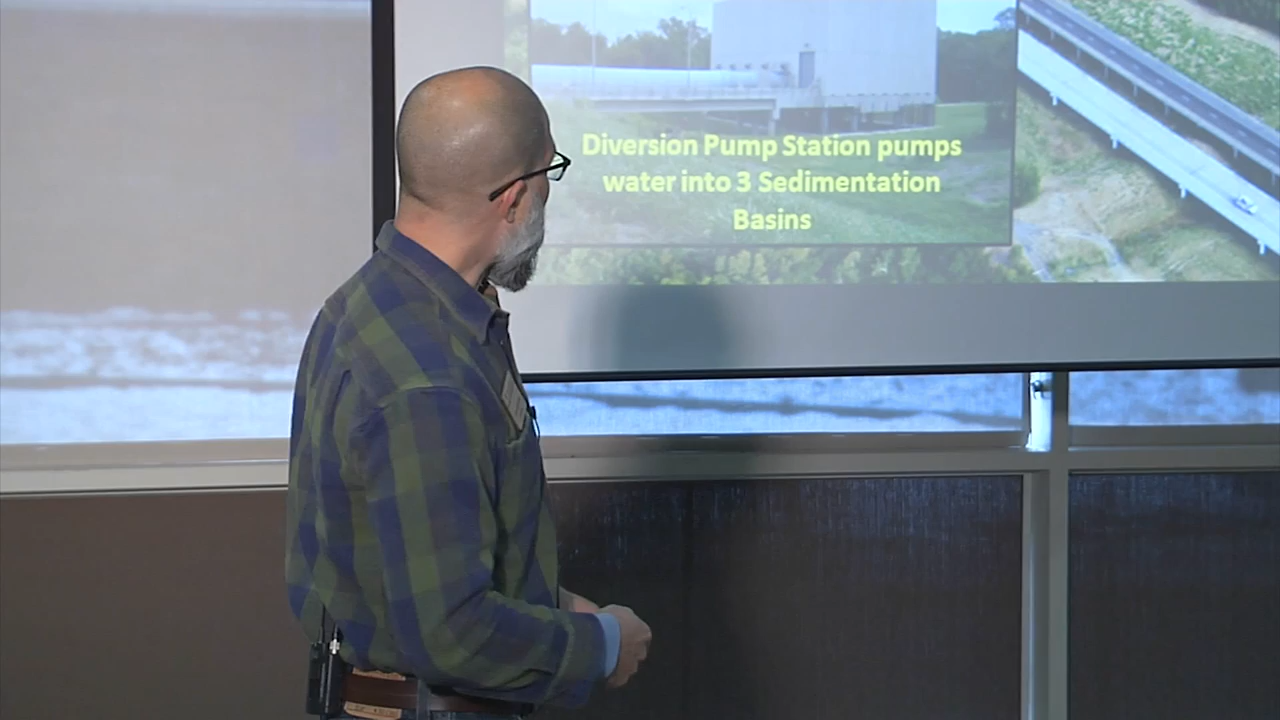 Diversion Pump Station pumps
water into 3 Sedimentation
Basins